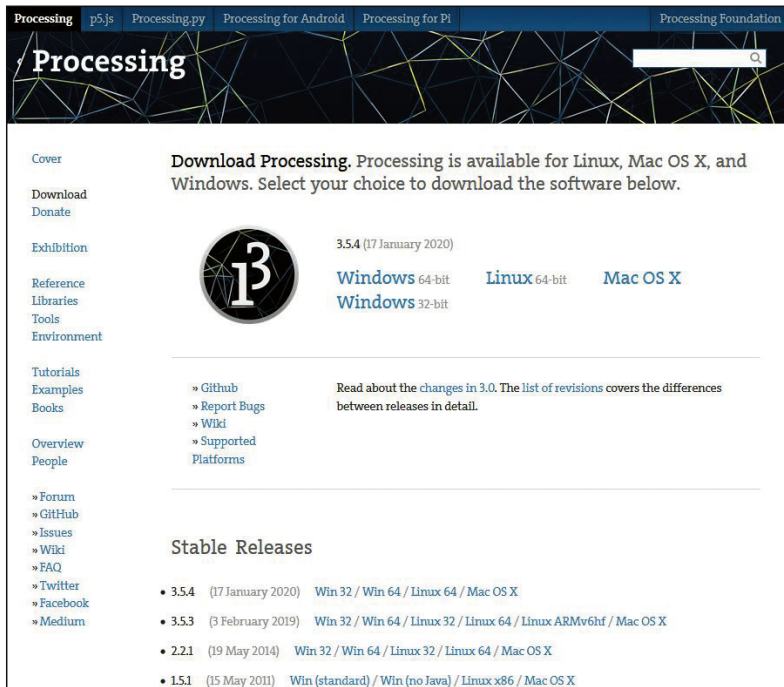 Processing p5.js Processing.py Processing for Android Processing for Pi Processing Foundation
Processing
Cover
Download
Donate
Exhibition
Reference
Libraries
Tools
Environment
Tutorials
Examples
Books
Overview
People
» Forum
» GitHub
» Issues
» Wiki
» FAQ
» Twitter
» Facebook
» Medium
Download Processing. Processing is available for Linux, Mac OS X, and
Windows. Select your choice to download the software below.
3
3.5.4 (17 January 2020)
Windows 64-bit Linux 64-bit Mac OS X
Windows 32-bit
» Github
» Report Bugs
» Wiki
» Supported
Platforms
Read about the changes in 3.0. The list of revisions covers the differences
between releases in detail.
Stable Releases
• 3.5.4 (17 January 2020) Win 32 / Win 64 / Linux 64 / Mac OS X
• 3.5.3 (3 February 2019) Win 32 / Win 64 / Linux 32 / Linux 64 / Linux ARMv6hf / Mac OS X
• 2.2.1 (19 May 2014) Win 32 / Win 64 / Linux 32 / Linux 64 / Mac OS X
• 1.5.1 (15 May 2011) Win (standard) / Win (no Java) / Linux x86 / Mac OS X